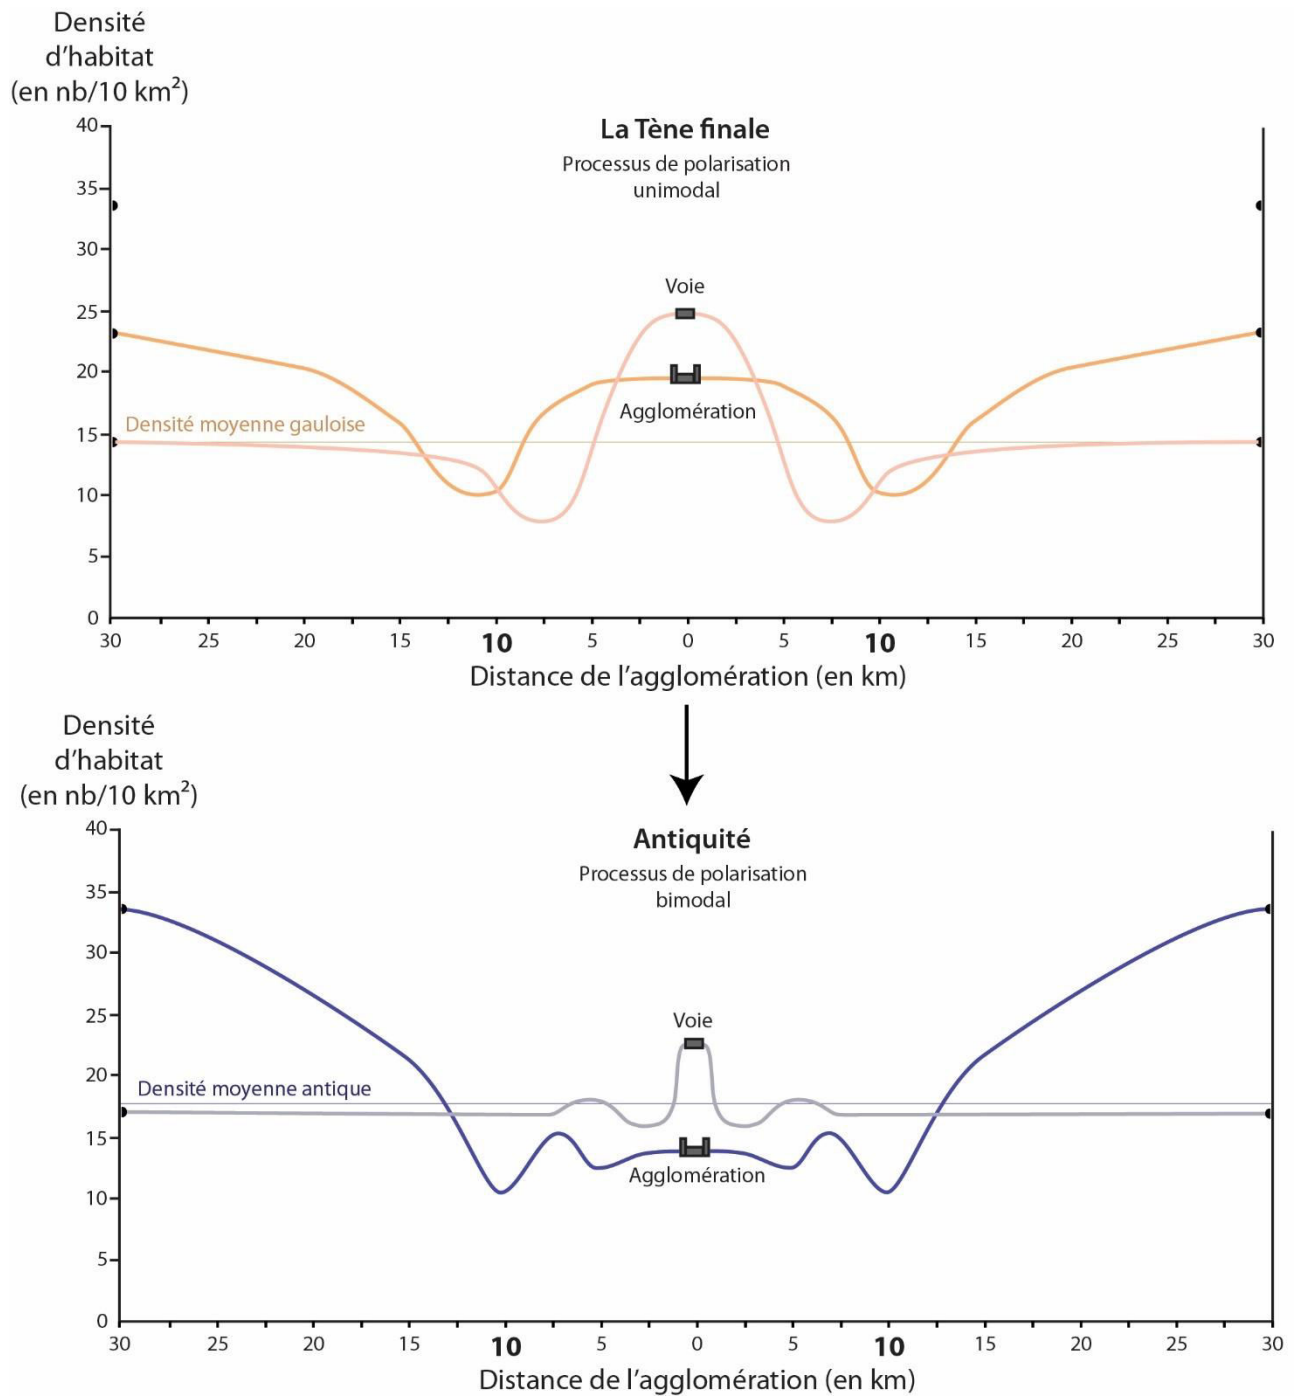 Densité
d'habitat
(en nb/10 km²)
40
La Tène finale
Processus de polarisation
unimodal
35
30
Voie
25
20
Agglomération
Densité moyenne gauloise
15
10
5
0
30 25 20 15 10 5 0 5 10 15 20 25 30
Distance de l'agglomération (en km)
Densité
d'habitat
(en nb/10 km²)
40
Antiquité
Processus de polarisation
bimodal
35
30
25
Voie
20
Densité moyenne antique
15
Agglomération
10
5
0
30 25 20 15 10 5 0 5 10 15 20 25 30
Distance de l'agglomération (en km)